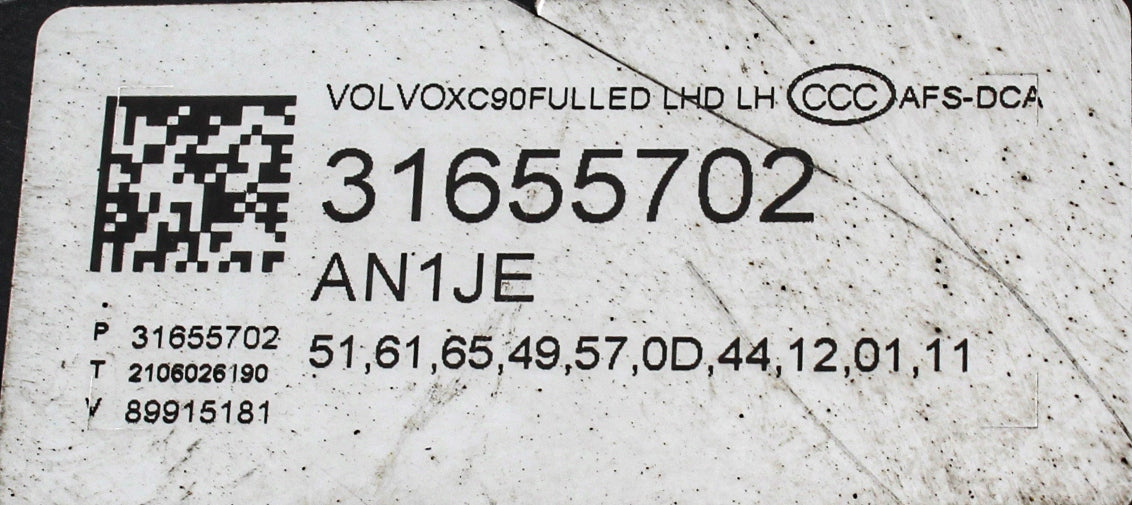 VOLVOXC90FULLED LHD LH CCC AFS-DCA
31655702
AN1JE
P 31655702
T 2106026190
V 89915181
51,61,65,49,57,0D,44,12,01,11